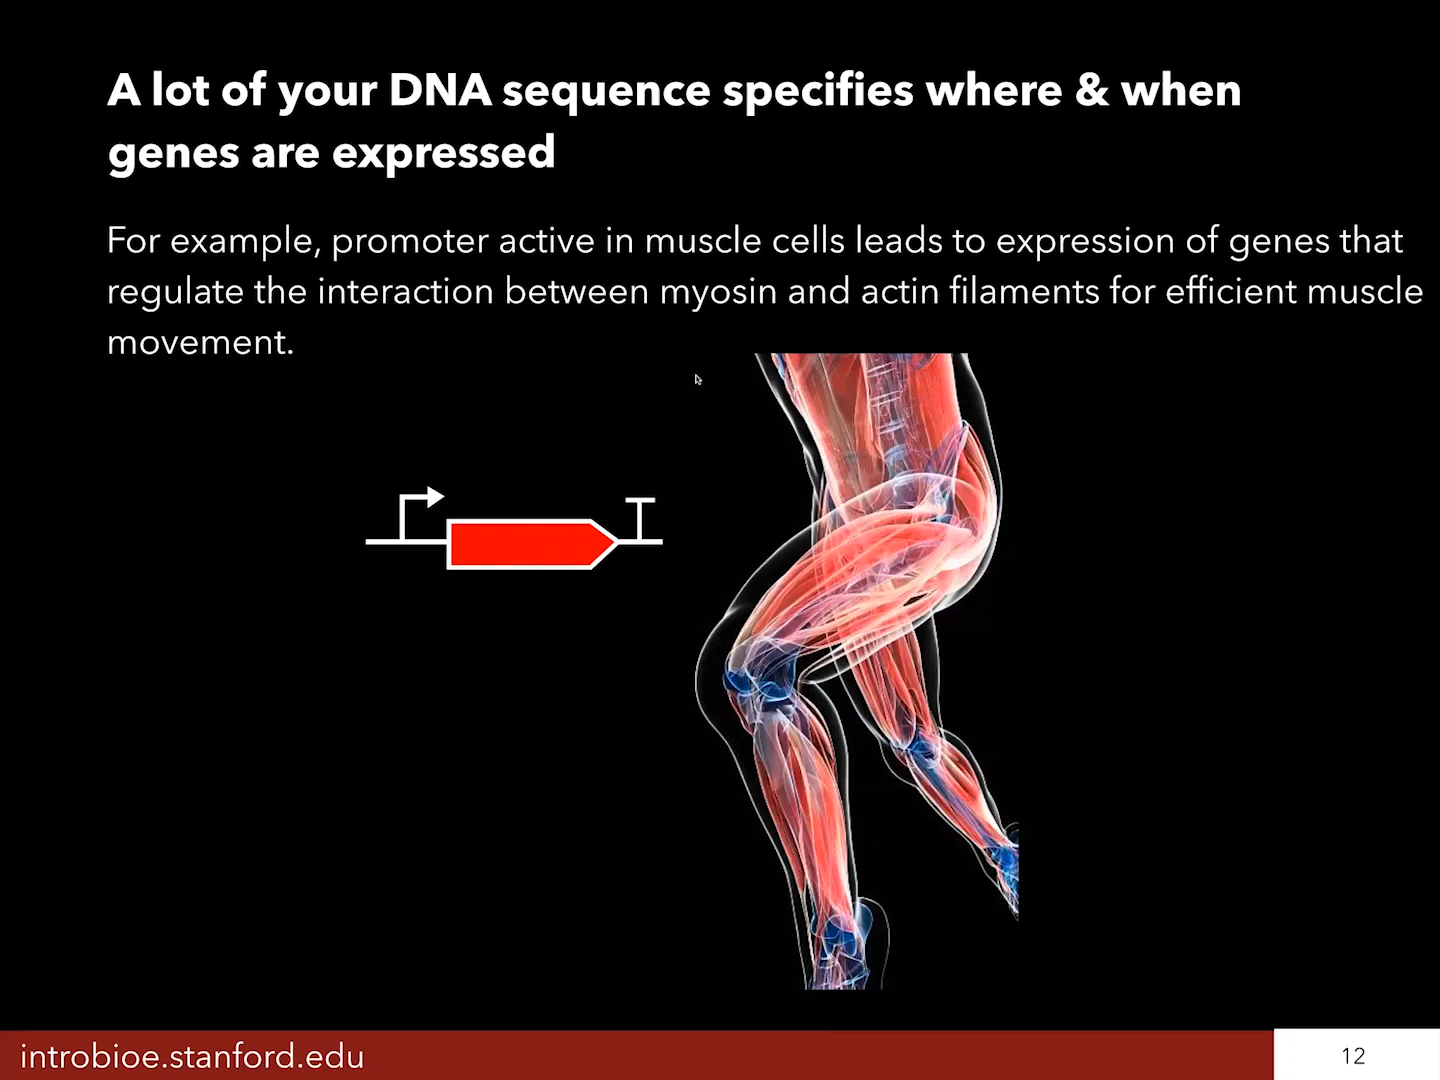 A lot of your DNA sequence specifies where & when
genes are expressed
For example, promoter active in muscle cells leads to expression of genes that
regulate the interaction between myosin and actin filaments for efficient muscle
movement.
introbioe.stanford.edu
12